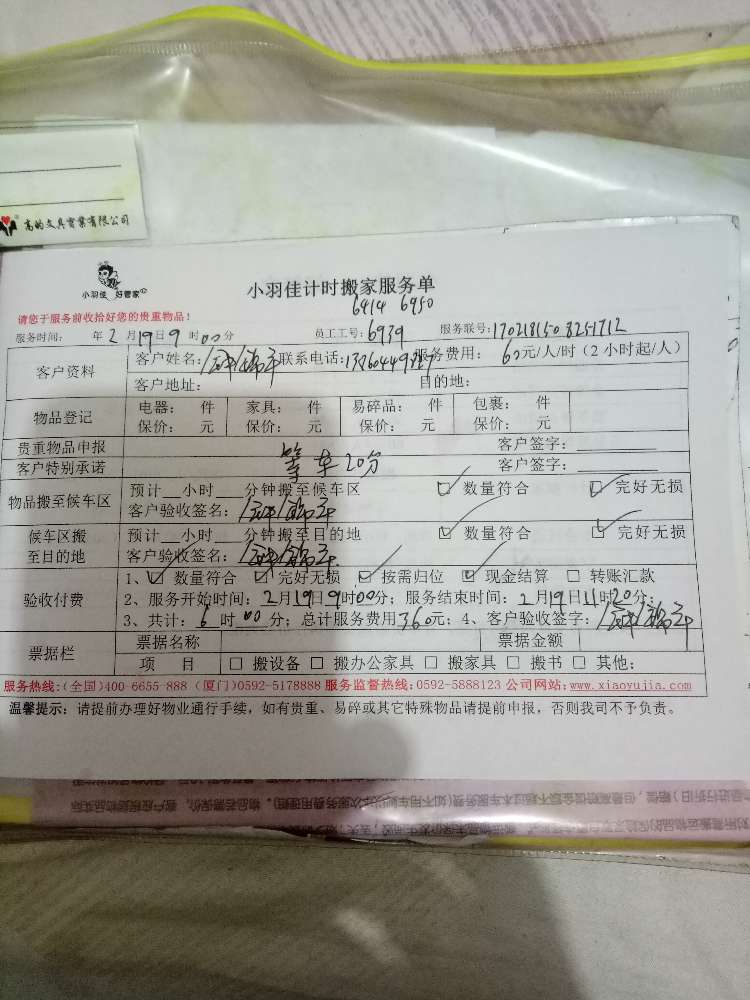 高的文具實業有限公司
小羽佳 好管家
小羽佳计时搬家服务单
6914 6950
请您于服务前收拾好您的贵重物品!
服务时间: 年2月19日9时00分 员工工号:6939 服务联号:170218150825-1712
客户资料
客户姓名: 联系电话: 服务费用: 60元/人/时(2小时起/人)
客户地址: 目的地:
物品登记
电器: 件 家具: 件 易碎品: 件 包裹: 件
保价: 元 保价: 元 保价: 元 保价: 元
贵重物品申报 客户签字:
客户特别承诺 等车20分 客户签字:
物品搬至候车区
预计__小时__分钟搬至候车区 ☑ 数量符合 ☑ 完好无损
客户验收签名:
候车区搬至目的地
预计__小时__分钟搬至目的地 ☑ 数量符合 ☑ 完好无损
客户验收签名:
验收付费
1、☑ 数量符合 ☑ 完好无损 ☑ 按需归位 ☑ 现金结算 □ 转账汇款
2、服务开始时间:2月19日9时00分;服务结束时间:2月19日11时20分;
3、共计:6时00分;总计服务费用360元;4、客户验收签字:
票据栏
票据名称 票据金额
项 目 □ 搬设备 □ 搬办公家具 □ 搬家具 □ 搬书 □ 其他:
服务热线:(全国)400-6655-888 (厦门)0592-5178888 服务监督热线:0592-5888123 公司网站:www.xiaoyujia.com
温馨提示:请提前办理好物业通行手续,如有贵重、易碎或其它特殊物品请提前申报,否则我司不予负责。